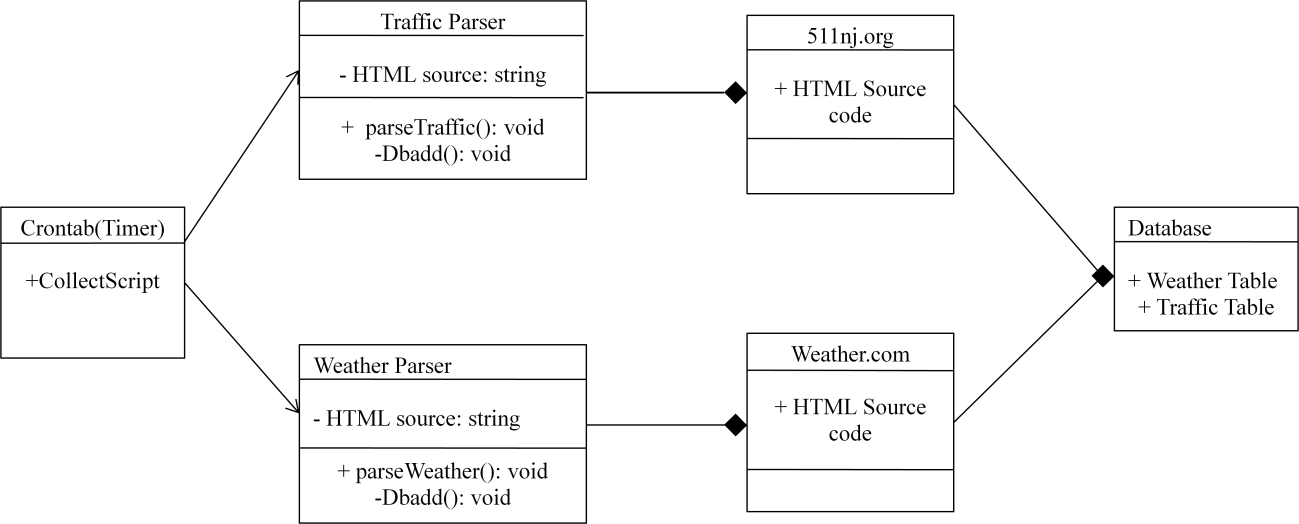 Traffic Parser
- HTML source: string
+ parseTraffic(): void
-Dbadd(): void
511nj.org
+ HTML Source
code
Crontab(Timer)
+CollectScript
Database
+ Weather Table
+ Traffic Table
Weather Parser
- HTML source: string
+ parseWeather(): void
-Dbadd(): void
Weather.com
+ HTML Source
code